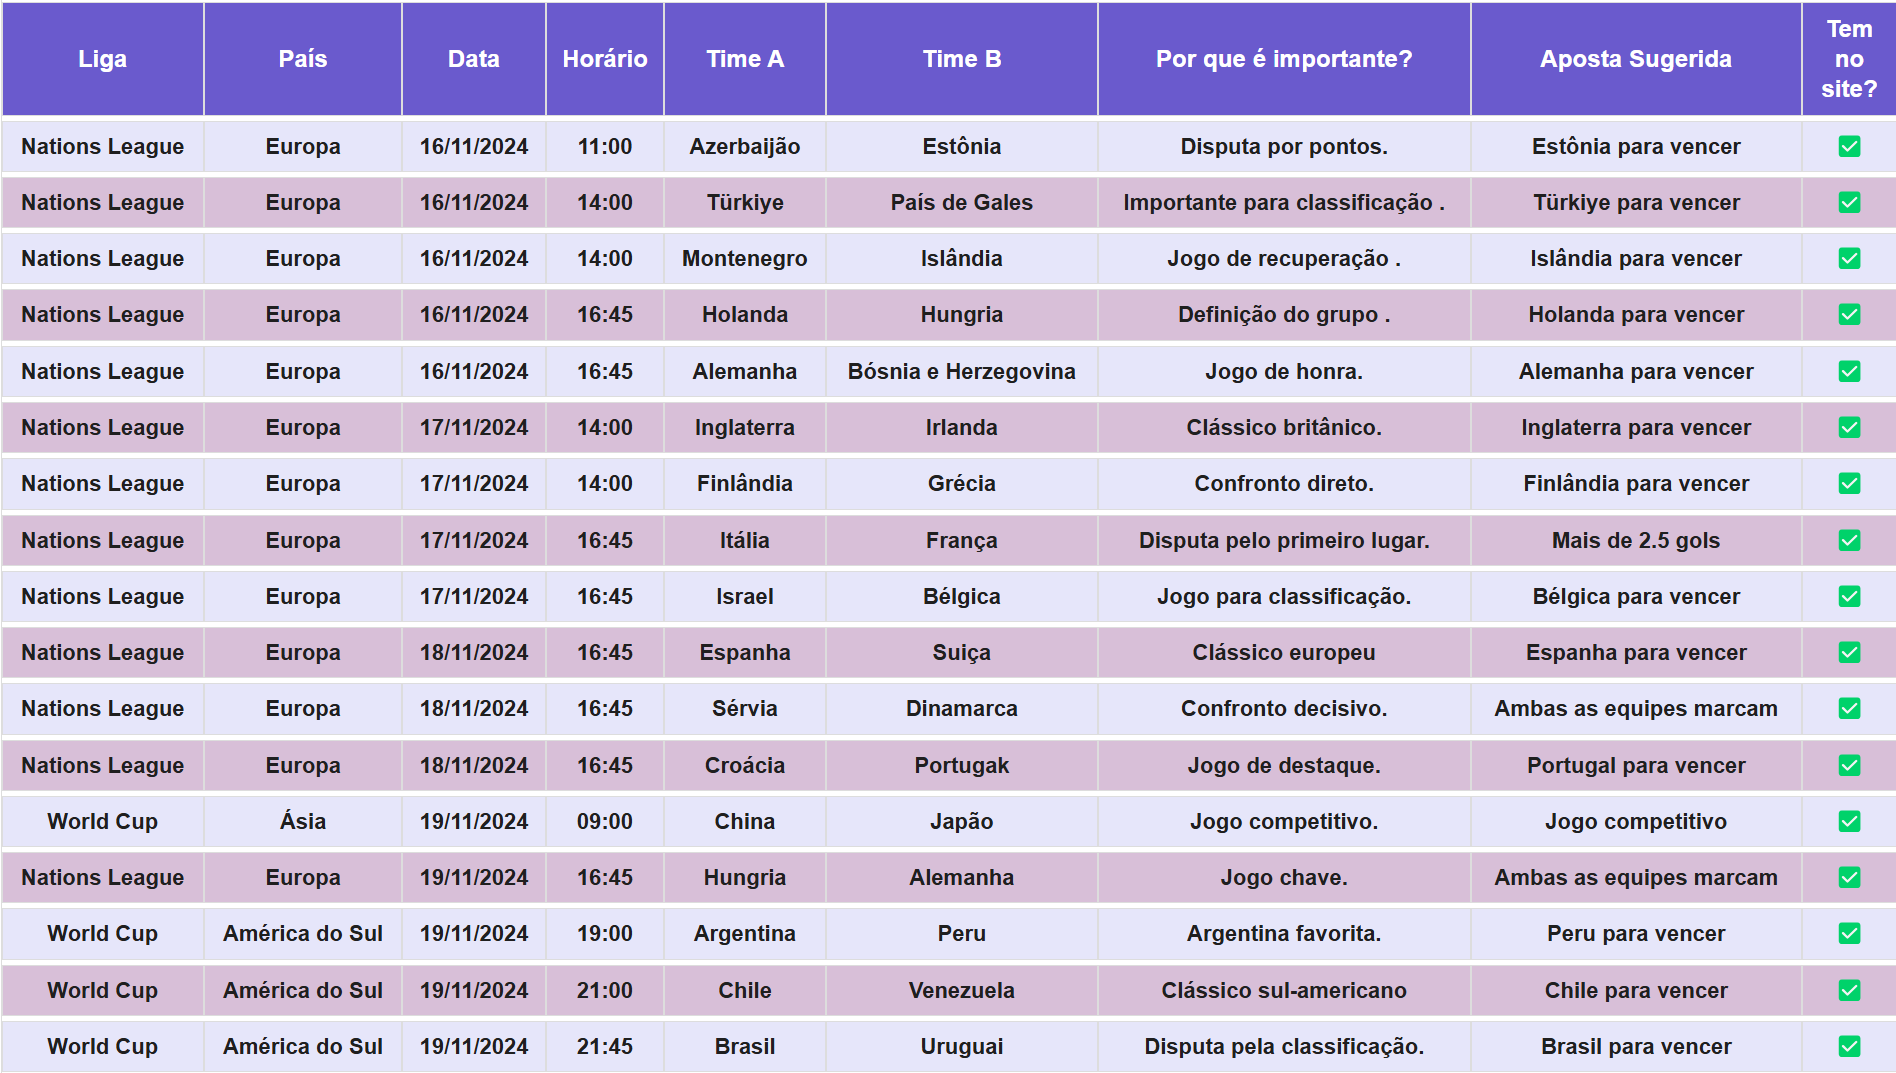 Liga País Data Horário Time A Time B Por que é importante? Aposta Sugerida Tem no site?
Nations League Europa 16/11/2024 11:00 Azerbaijão Estônia Disputa por pontos. Estônia para vencer ✅
Nations League Europa 16/11/2024 14:00 Türkiye País de Gales Importante para classificação . Türkiye para vencer ✅
Nations League Europa 16/11/2024 14:00 Montenegro Islândia Jogo de recuperação . Islândia para vencer ✅
Nations League Europa 16/11/2024 16:45 Holanda Hungria Definição do grupo . Holanda para vencer ✅
Nations League Europa 16/11/2024 16:45 Alemanha Bósnia e Herzegovina Jogo de honra. Alemanha para vencer ✅
Nations League Europa 17/11/2024 14:00 Inglaterra Irlanda Clássico britânico. Inglaterra para vencer ✅
Nations League Europa 17/11/2024 14:00 Finlândia Grécia Confronto direto. Finlândia para vencer ✅
Nations League Europa 17/11/2024 16:45 Itália França Disputa pelo primeiro lugar. Mais de 2.5 gols ✅
Nations League Europa 17/11/2024 16:45 Israel Bélgica Jogo para classificação. Bélgica para vencer ✅
Nations League Europa 18/11/2024 16:45 Espanha Suiça Clássico europeu Espanha para vencer ✅
Nations League Europa 18/11/2024 16:45 Sérvia Dinamarca Confronto decisivo. Ambas as equipes marcam ✅
Nations League Europa 18/11/2024 16:45 Croácia Portugak Jogo de destaque. Portugal para vencer ✅
World Cup Ásia 19/11/2024 09:00 China Japão Jogo competitivo. Jogo competitivo ✅
Nations League Europa 19/11/2024 16:45 Hungria Alemanha Jogo chave. Ambas as equipes marcam ✅
World Cup América do Sul 19/11/2024 19:00 Argentina Peru Argentina favorita. Peru para vencer ✅
World Cup América do Sul 19/11/2024 21:00 Chile Venezuela Clássico sul-americano Chile para vencer ✅
World Cup América do Sul 19/11/2024 21:45 Brasil Uruguai Disputa pela classificação. Brasil para vencer ✅